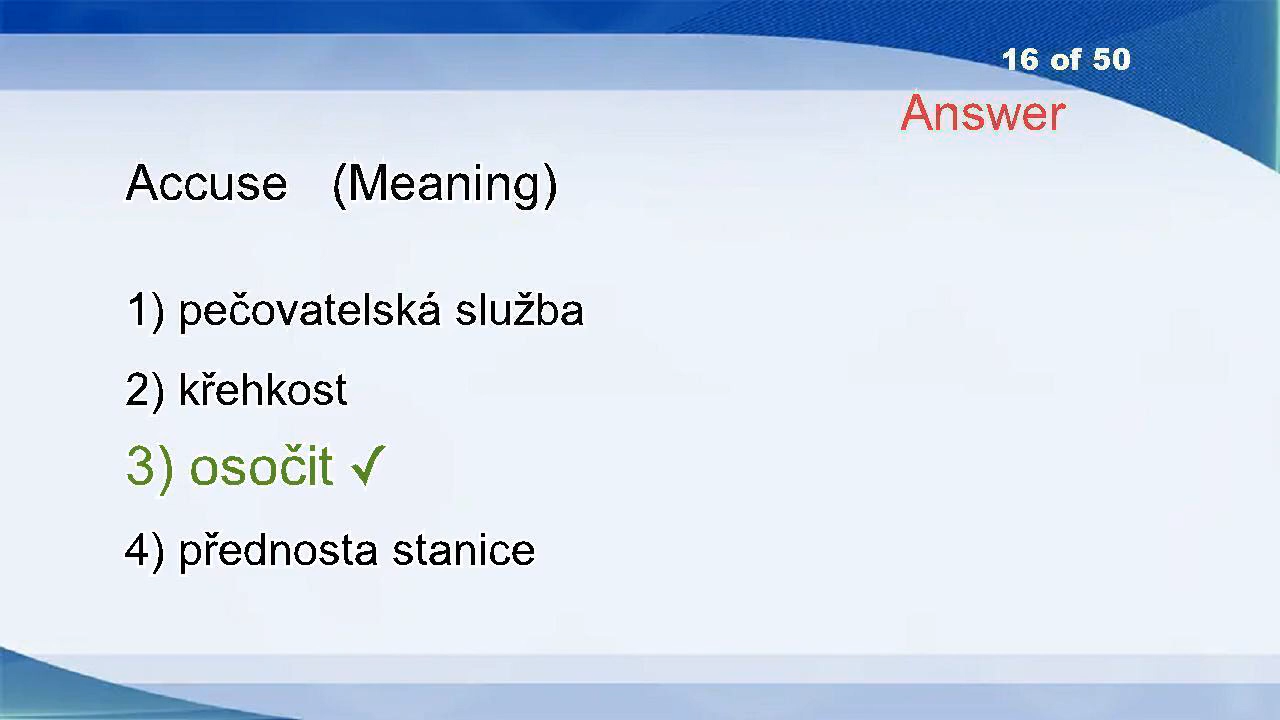 16 of 50
Answer
Accuse (Meaning)
1) pečovatelská služba
2) křehkost
3) osočit ✓
4) přednosta stanice